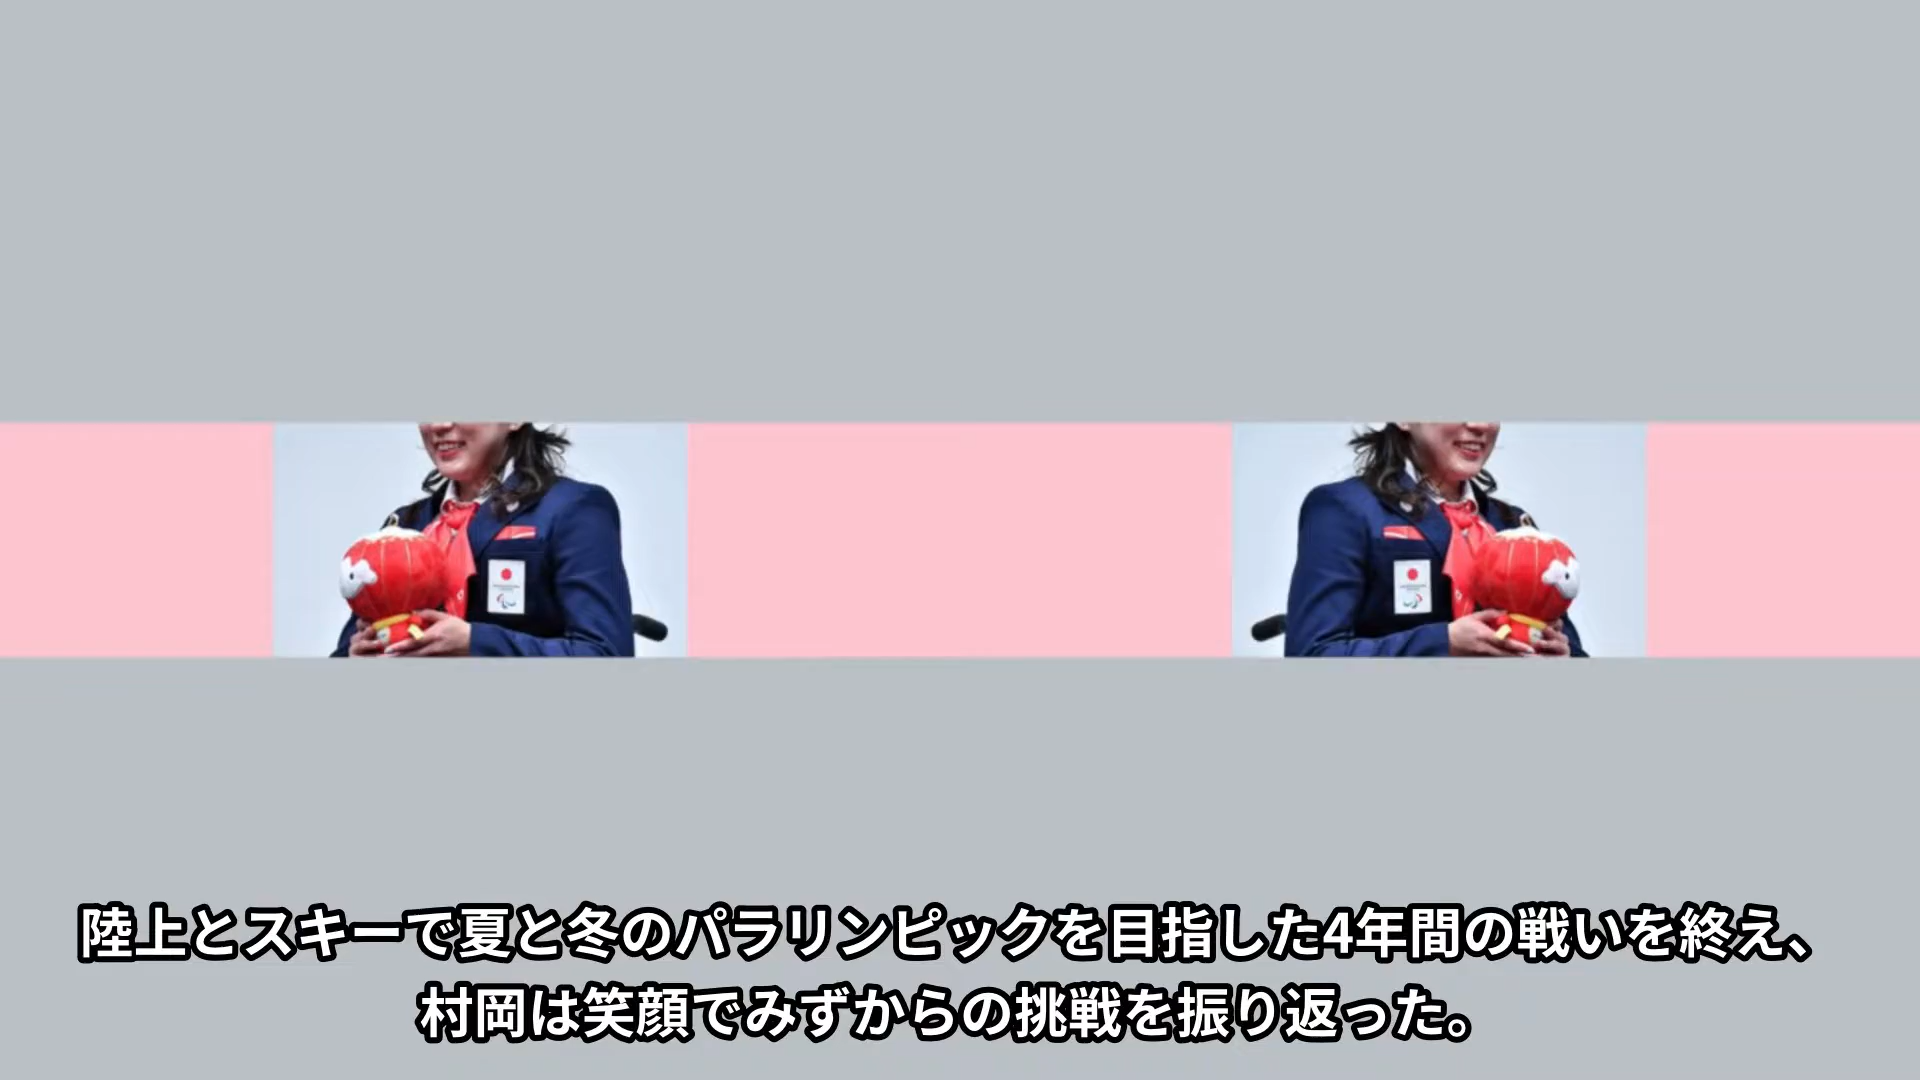 陸上とスキーで夏と冬のパラリンピックを目指した4年間の戦いを終え、
村岡は笑顔でみずからの挑戦を振り返った。